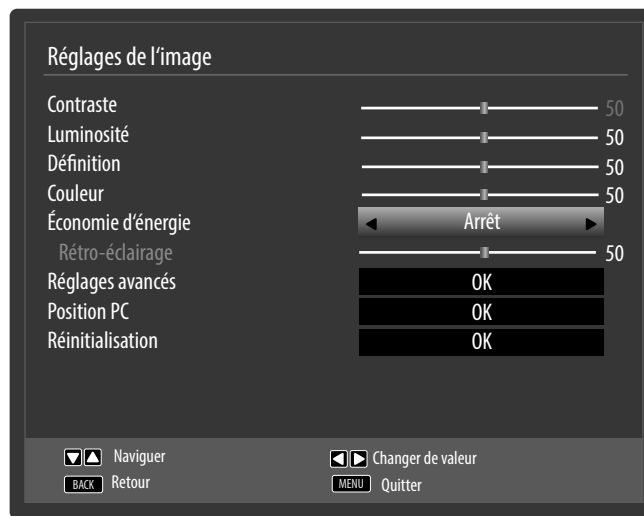 Réglages de l'image
Contraste 50
Luminosité 50
Définition 50
Couleur 50
Économie d'énergie Arrêt
Rétro-éclairage 50
Réglages avancés OK
Position PC OK
Réinitialisation OK
Naviguer Changer de valeur
BACK Retour MENU Quitter